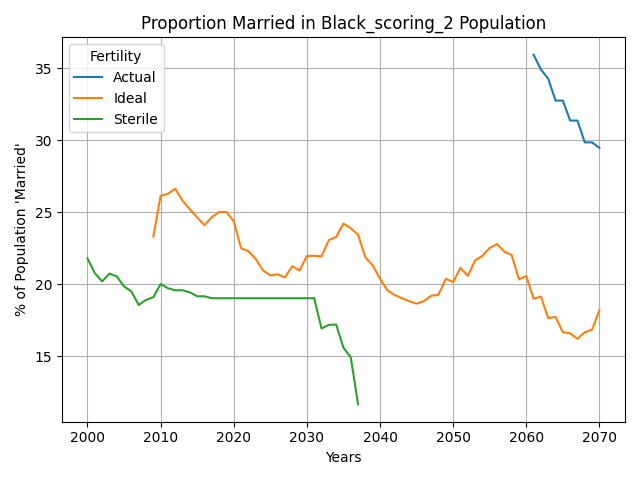 Proportion Married in Black_scoring_2 Population
Fertility
Actual
Ideal
Sterile
% of Population 'Married'
35
30
25
20
15
2000 2010 2020 2030 2040 2050 2060 2070
Years